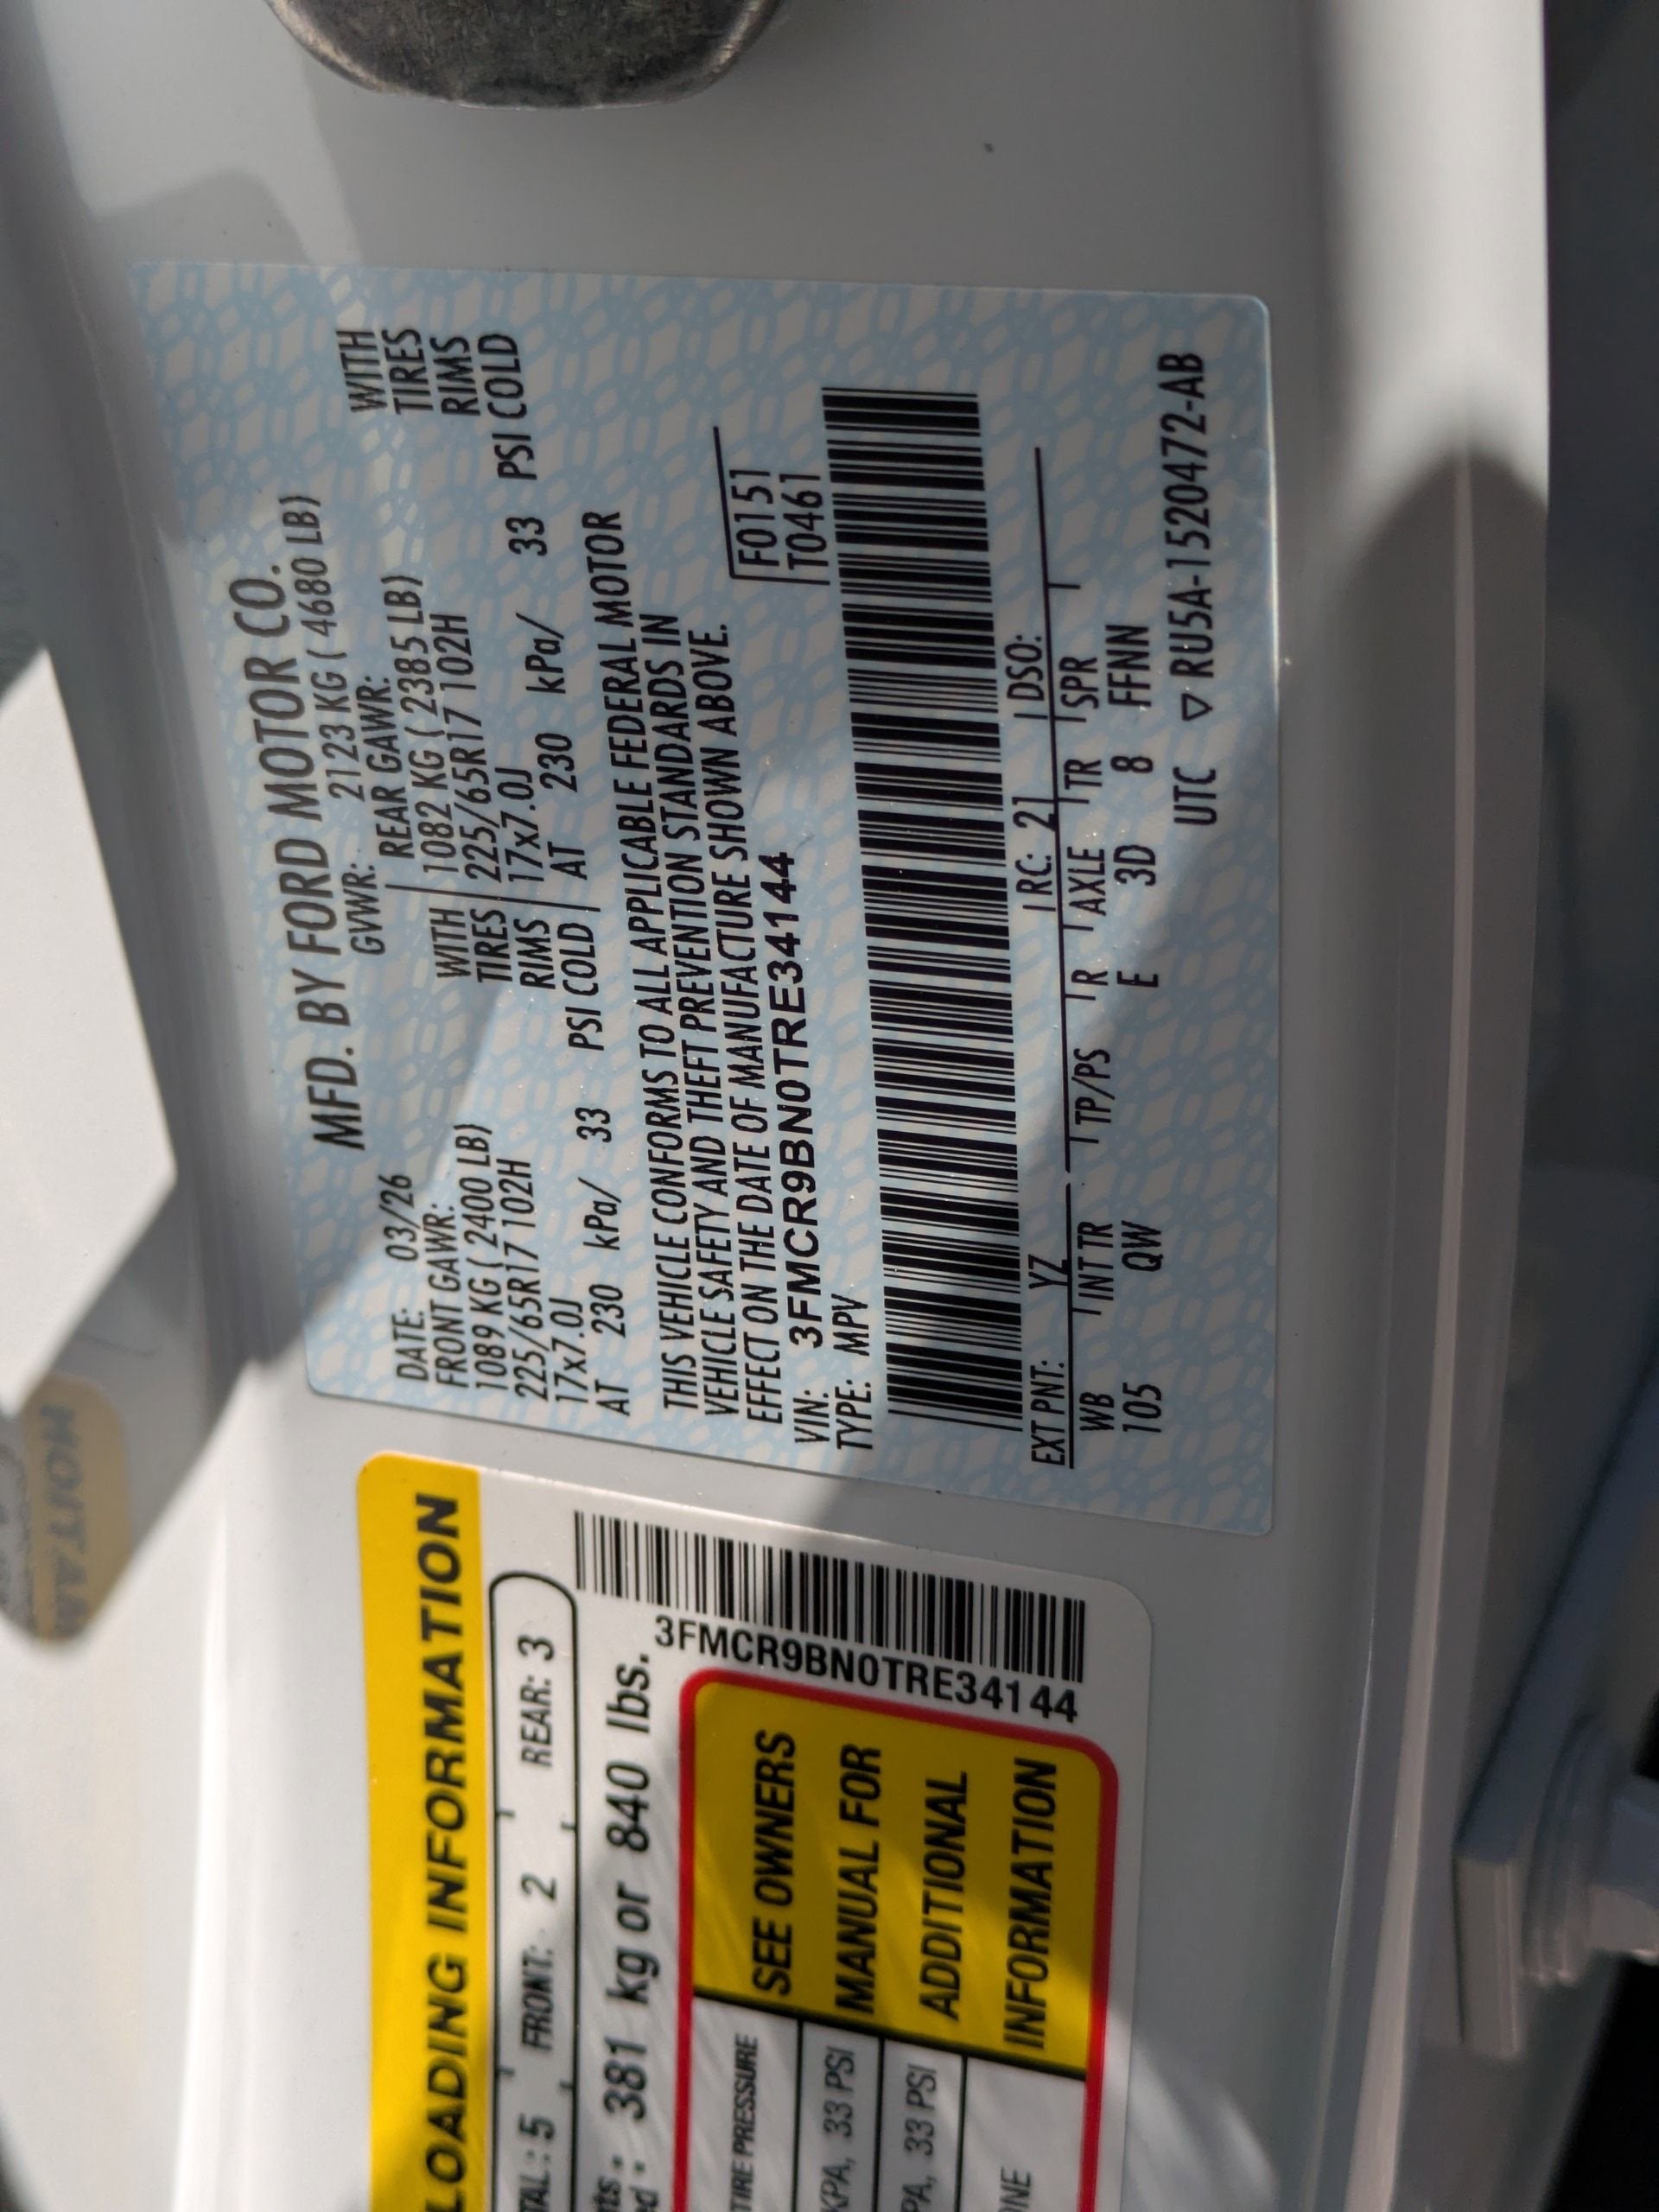 MFD. BY FORD MOTOR CO.
DATE: 03/26 GVWR: 2123 KG ( 4680 LB)
FRONT GAWR: REAR GAWR: WITH
1089 KG ( 2400 LB) WITH 1082 KG ( 2385 LB) TIRES
225/65R17 102H TIRES 225/65R17 102H RIMS
17x7.0J RIMS 17x7.0J
AT 230 kPa/ 33 PSI COLD AT 230 kPa/ 33 PSI COLD
THIS VEHICLE CONFORMS TO ALL APPLICABLE FEDERAL MOTOR
VEHICLE SAFETY AND THEFT PREVENTION STANDARDS IN
EFFECT ON THE DATE OF MANUFACTURE SHOWN ABOVE.
VIN: 3FMCR9BN0TRE34144 F0151
TYPE: MPV T0461
EXT PNT: YZ RC: 21 DSO:
WB INT TR TP/PS R AXLE TR SPR
105 QW E 3D 8 FFNN
UTC ▽ RU5A-1520472-AB
LOADING INFORMATION
TAL : 5 FRONT: 2 REAR: 3
381 kg or 840 lbs.
3FMCR9BN0TRE34144
TIRE PRESSURE
KPA, 33 PSI
PA, 33 PSI
SEE OWNERS
MANUAL FOR
ADDITIONAL
INFORMATION